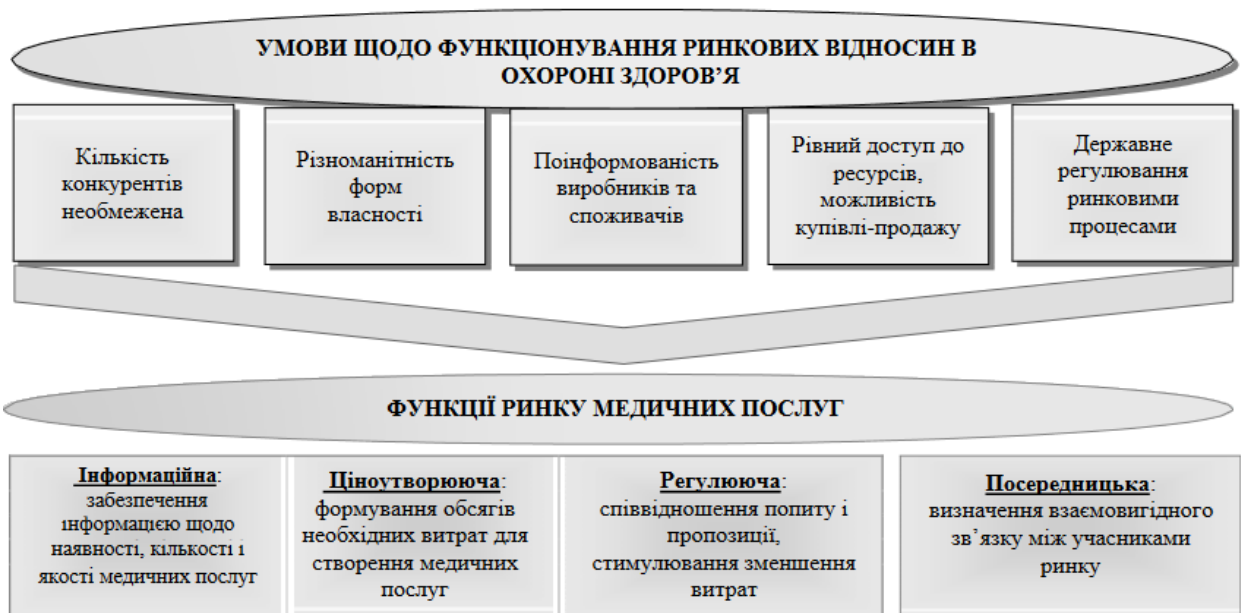 УМОВИ ЩОДО ФУНКЦІОНУВАННЯ РИНКОВИХ ВІДНОСИН В
ОХОРОНІ ЗДОРОВ’Я
Кількість
конкурентів
необмежена
Різноманітність
форм
власності
Поінформованість
виробників та
споживачів
Рівний доступ до
ресурсів,
можливість
купівлі-продажу
Державне
регулювання
ринковими
процесами
ФУНКЦІЇ РИНКУ МЕДИЧНИХ ПОСЛУГ
Інформаційна:
забезпечення
інформацією щодо
наявності, кількості і
якості медичних послуг
Ціноутворююча:
формування обсягів
необхідних витрат для
створення медичних
послуг
Регулююча:
співвідношення попиту і
пропозиції,
стимулювання зменшення
витрат
Посередницька:
визначення взаємовигідного
зв’язку між учасниками
ринку